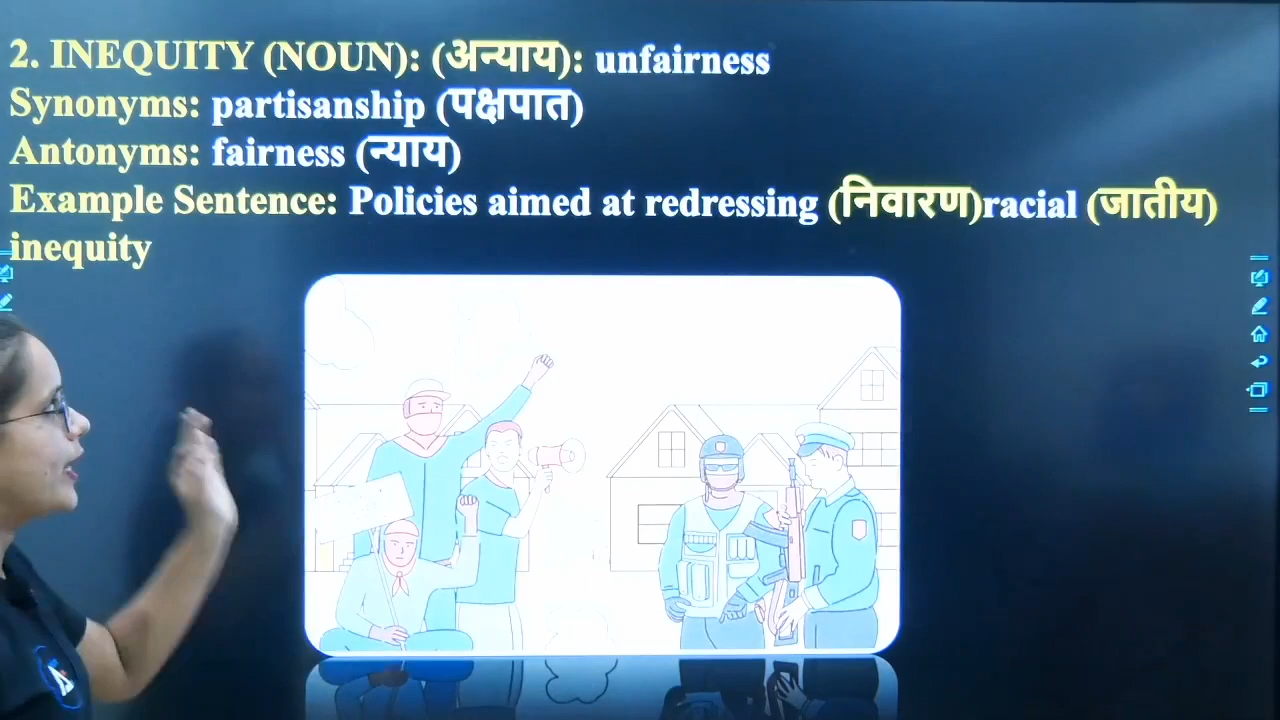 2. INEQUITY (NOUN): (अन्याय): unfairness
Synonyms: partisanship (पक्षपात)
Antonyms: fairness (न्याय)
Example Sentence: Policies aimed at redressing (निवारण)racial (जातीय)
inequity